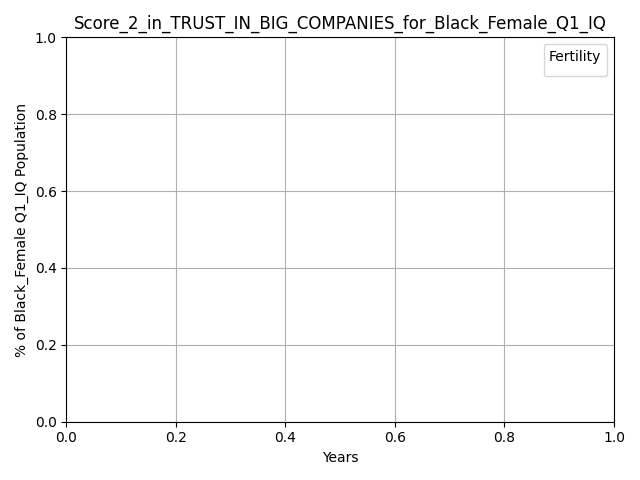 Score_2_in_TRUST_IN_BIG_COMPANIES_for_Black_Female_Q1_IQ
Fertility
% of Black_Female Q1_IQ Population
1.0
0.8
0.6
0.4
0.2
0.0
0.0 0.2 0.4 0.6 0.8 1.0
Years